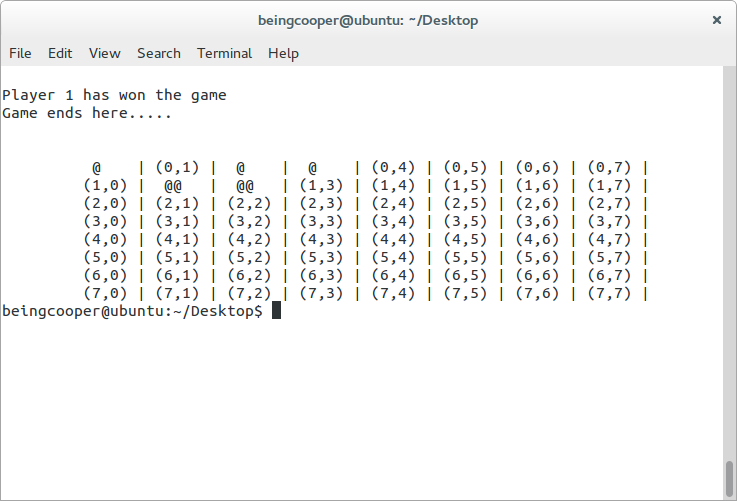 beingcooper@ubuntu: ~/Desktop
File Edit View Search Terminal Help
Player 1 has won the game
Game ends here.....
@ | (0,1) | @ | @ | (0,4) | (0,5) | (0,6) | (0,7) |
(1,0) | @@ | @@ | (1,3) | (1,4) | (1,5) | (1,6) | (1,7) |
(2,0) | (2,1) | (2,2) | (2,3) | (2,4) | (2,5) | (2,6) | (2,7) |
(3,0) | (3,1) | (3,2) | (3,3) | (3,4) | (3,5) | (3,6) | (3,7) |
(4,0) | (4,1) | (4,2) | (4,3) | (4,4) | (4,5) | (4,6) | (4,7) |
(5,0) | (5,1) | (5,2) | (5,3) | (5,4) | (5,5) | (5,6) | (5,7) |
(6,0) | (6,1) | (6,2) | (6,3) | (6,4) | (6,5) | (6,6) | (6,7) |
(7,0) | (7,1) | (7,2) | (7,3) | (7,4) | (7,5) | (7,6) | (7,7) |
beingcooper@ubuntu:~/Desktop$